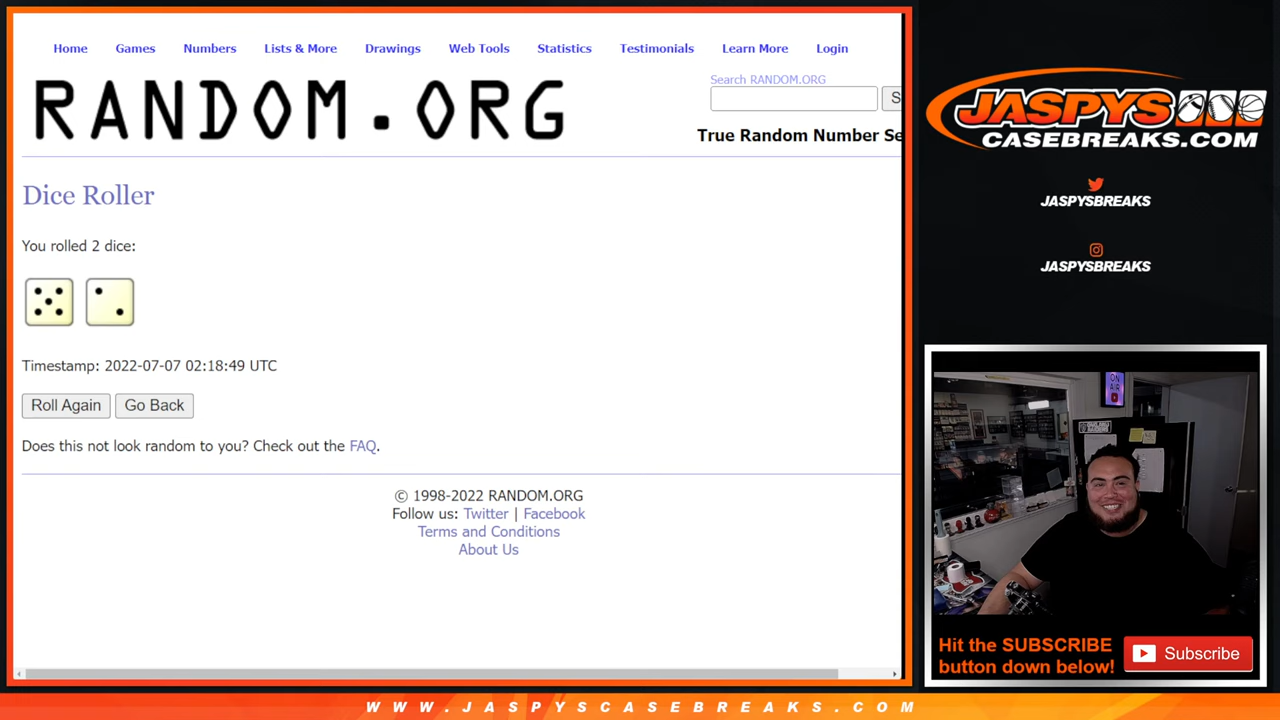 Home Games Numbers Lists & More Drawings Web Tools Statistics Testimonials Learn More Login
RANDOM.ORG
Search RANDOM.ORG
S
True Random Number Se
Dice Roller
You rolled 2 dice:
Timestamp: 2022-07-07 02:18:49 UTC
Roll Again Go Back
Does this not look random to you? Check out the FAQ.
© 1998-2022 RANDOM.ORG
Follow us: Twitter | Facebook
Terms and Conditions
About Us
JASPYS
CASEBREAKS.COM
JASPYSBREAKS
JASPYSBREAKS
ON
AIR
Hit the SUBSCRIBE
button down below!
Subscribe
WWW.JASPYSCASEBREAKS.COM